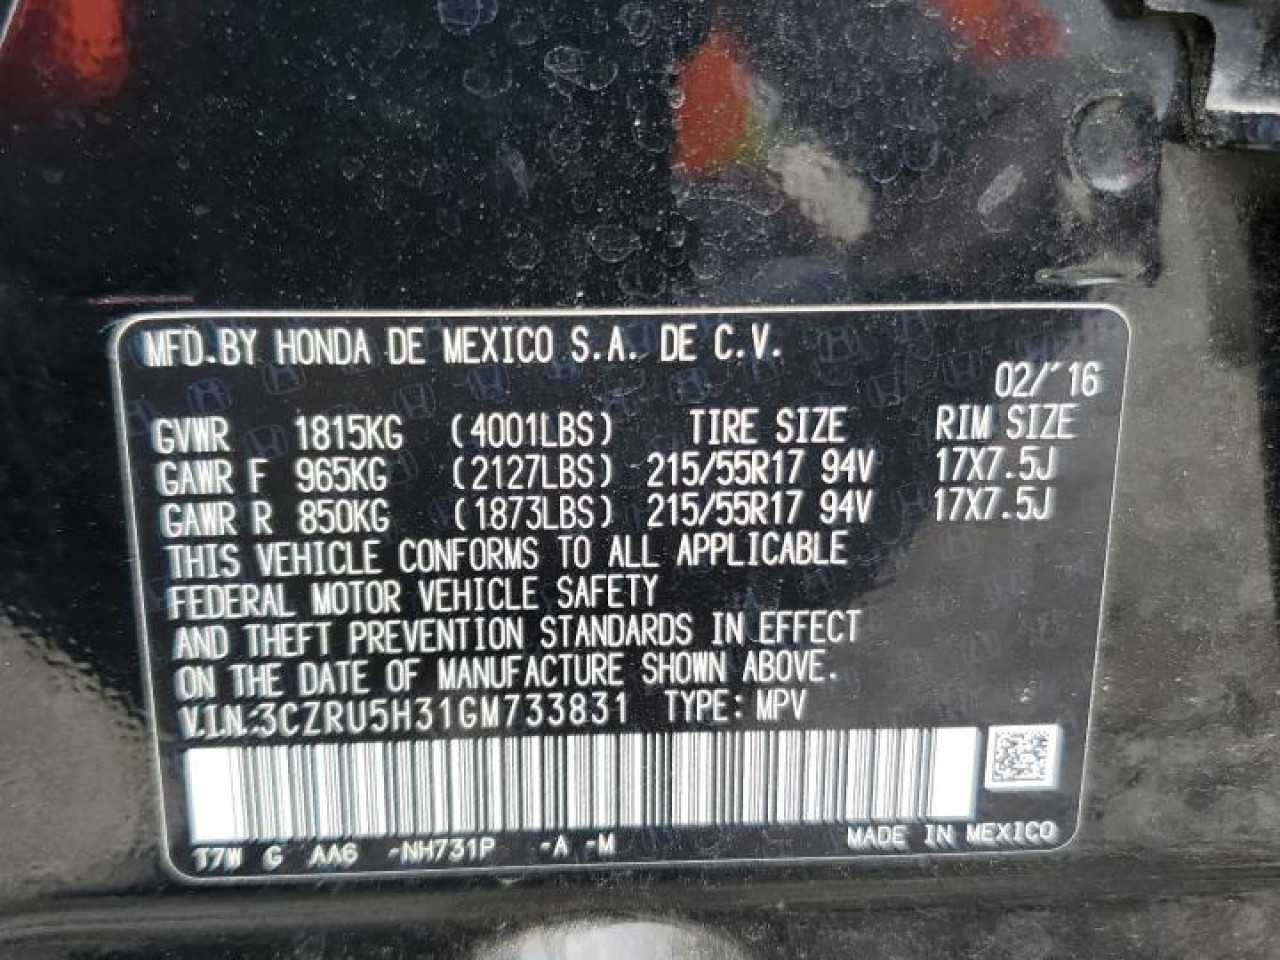 MFD.BY HONDA DE MEXICO S.A. DE C.V.
02/'16
GVWR 1815KG (4001LBS) TIRE SIZE RIM SIZE
GAWR F 965KG (2127LBS) 215/55R17 94V 17X7.5J
GAWR R 850KG (1873LBS) 215/55R17 94V 17X7.5J
THIS VEHICLE CONFORMS TO ALL APPLICABLE
FEDERAL MOTOR VEHICLE SAFETY
AND THEFT PREVENTION STANDARDS IN EFFECT
ON THE DATE OF MANUFACTURE SHOWN ABOVE.
V.I.N:3CZRU5H31GM733831 TYPE: MPV
T7W G AA6 -NH731P -A -M MADE IN MEXICO